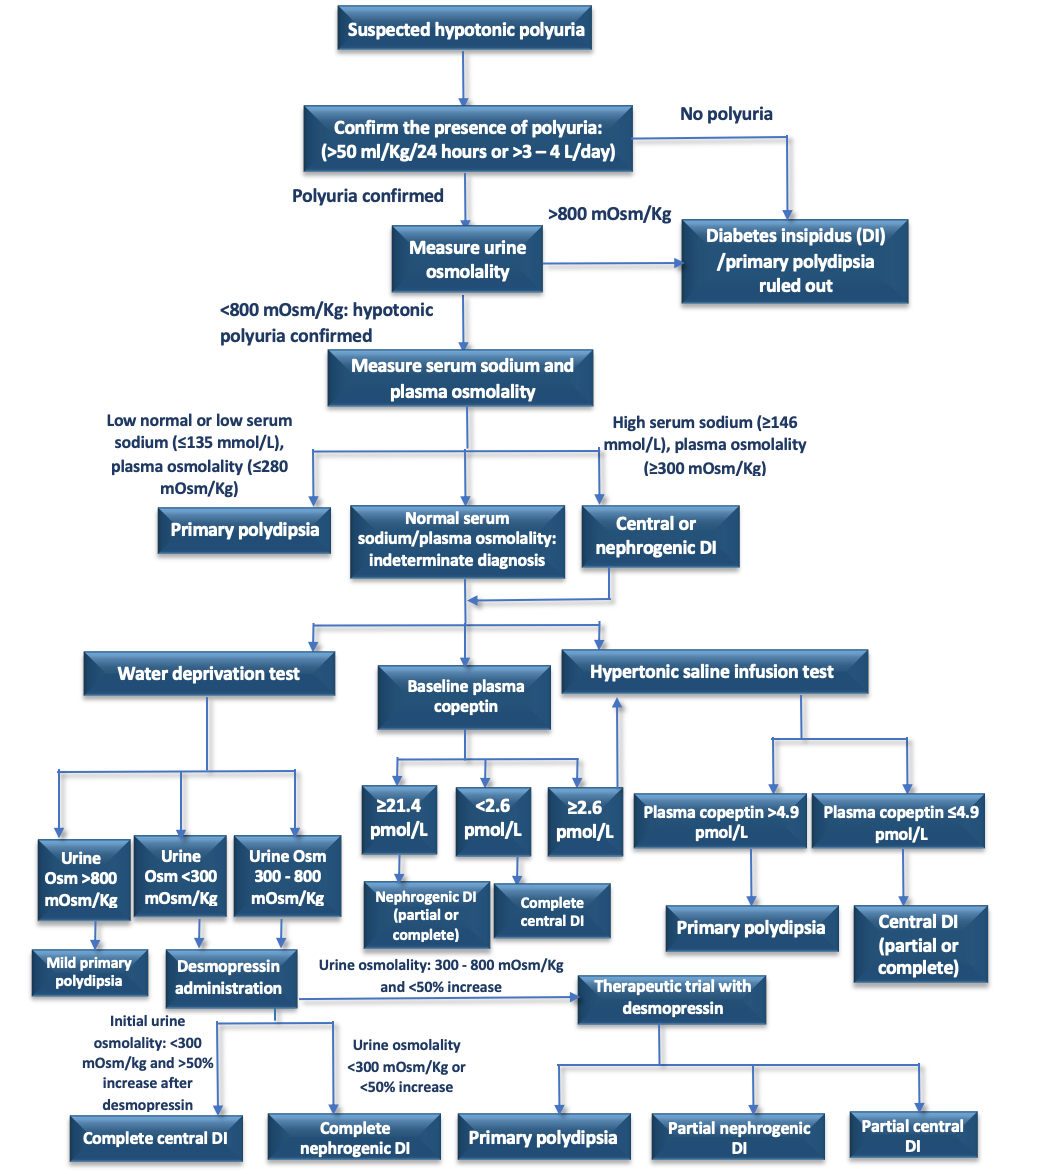 Suspected hypotonic polyuria
Confirm the presence of polyuria:
(>50 ml/Kg/24 hours or >3 – 4 L/day)
No polyuria
Polyuria confirmed
>800 mOsm/Kg
Measure urine
osmolality
Diabetes insipidus (DI)
/primary polydipsia
ruled out
<800 mOsm/Kg: hypotonic
polyuria confirmed
Measure serum sodium and
plasma osmolality
Low normal or low serum
sodium (≤135 mmol/L),
plasma osmolality (≤280
mOsm/Kg)
High serum sodium (≥146
mmol/L), plasma osmolality
(≥300 mOsm/Kg)
Primary polydipsia
Normal serum
sodium/plasma osmolality:
indeterminate diagnosis
Central or
nephrogenic DI
Water deprivation test
Baseline plasma
copeptin
Hypertonic saline infusion test
Urine
Osm >800
mOsm/Kg
Urine
Osm <300
mOsm/Kg
Urine Osm
300 - 800
mOsm/Kg
≥21.4
pmol/L
<2.6
pmol/L
≥2.6
pmol/L
Plasma copeptin >4.9
pmol/L
Plasma copeptin ≤4.9
pmol/L
Mild primary
polydipsia
Desmopressin
administration
Nephrogenic DI
(partial or
complete)
Complete
central DI
Primary polydipsia
Central DI
(partial or
complete)
Urine osmolality: 300 - 800 mOsm/Kg
and <50% increase
Therapeutic trial with
desmopressin
Initial urine
osmolality: <300
mOsm/kg and >50%
increase after
desmopressin
Urine osmolality
<300 mOsm/Kg or
<50% increase
Complete central DI
Complete
nephrogenic DI
Primary polydipsia
Partial nephrogenic
DI
Partial central
DI